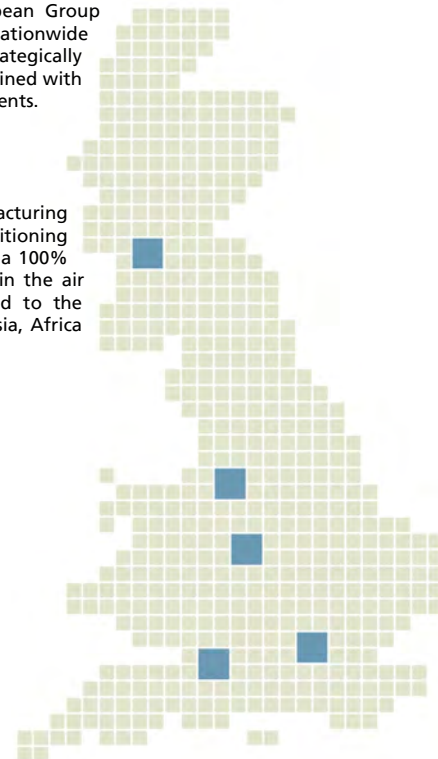 pean Group
ationwide
ategically
ined with
ents.
acturing
itioning
a 100%
in the air
d to the
sia, Africa